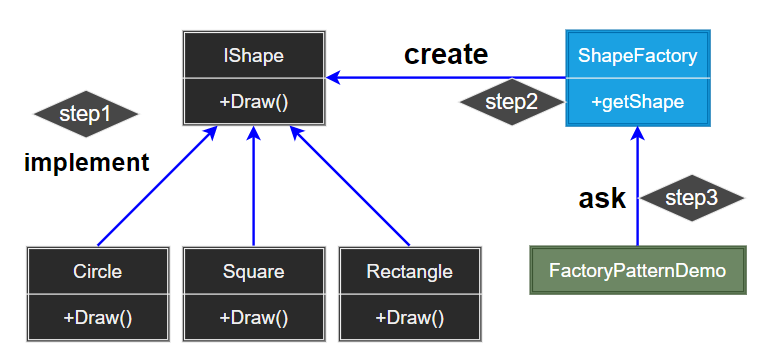 IShape
+Draw()
create
ShapeFactory
+getShape
step1
step2
implement
ask
step3
Circle
+Draw()
Square
+Draw()
Rectangle
+Draw()
FactoryPatternDemo